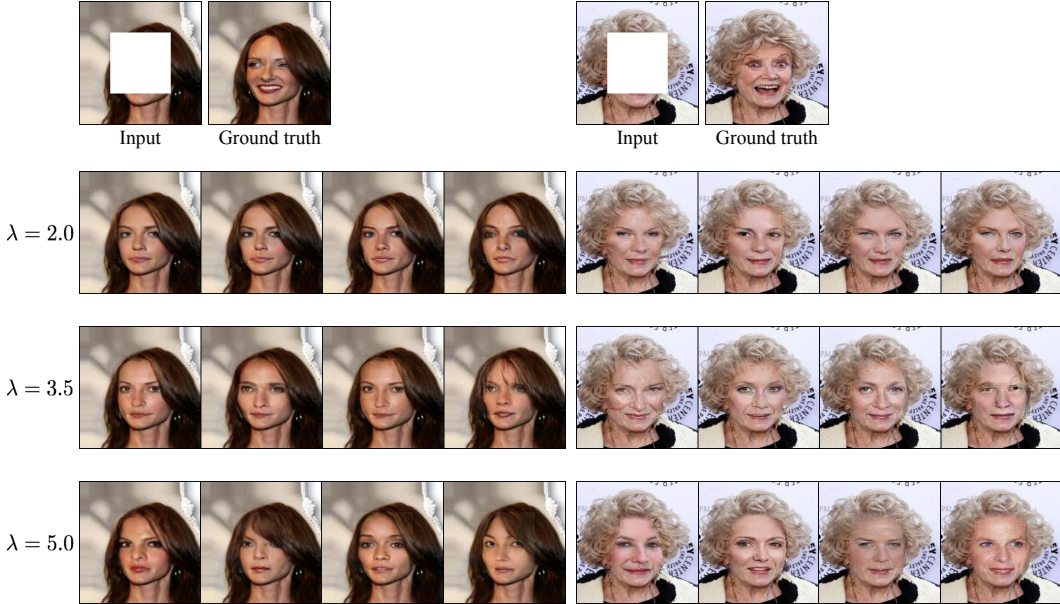 Input Ground truth Input Ground truth
λ = 2.0
λ = 3.5
λ = 5.0